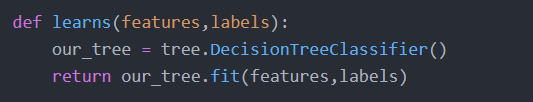 def learns(features,labels):
    our_tree = tree.DecisionTreeClassifier()
    return our_tree.fit(features,labels)